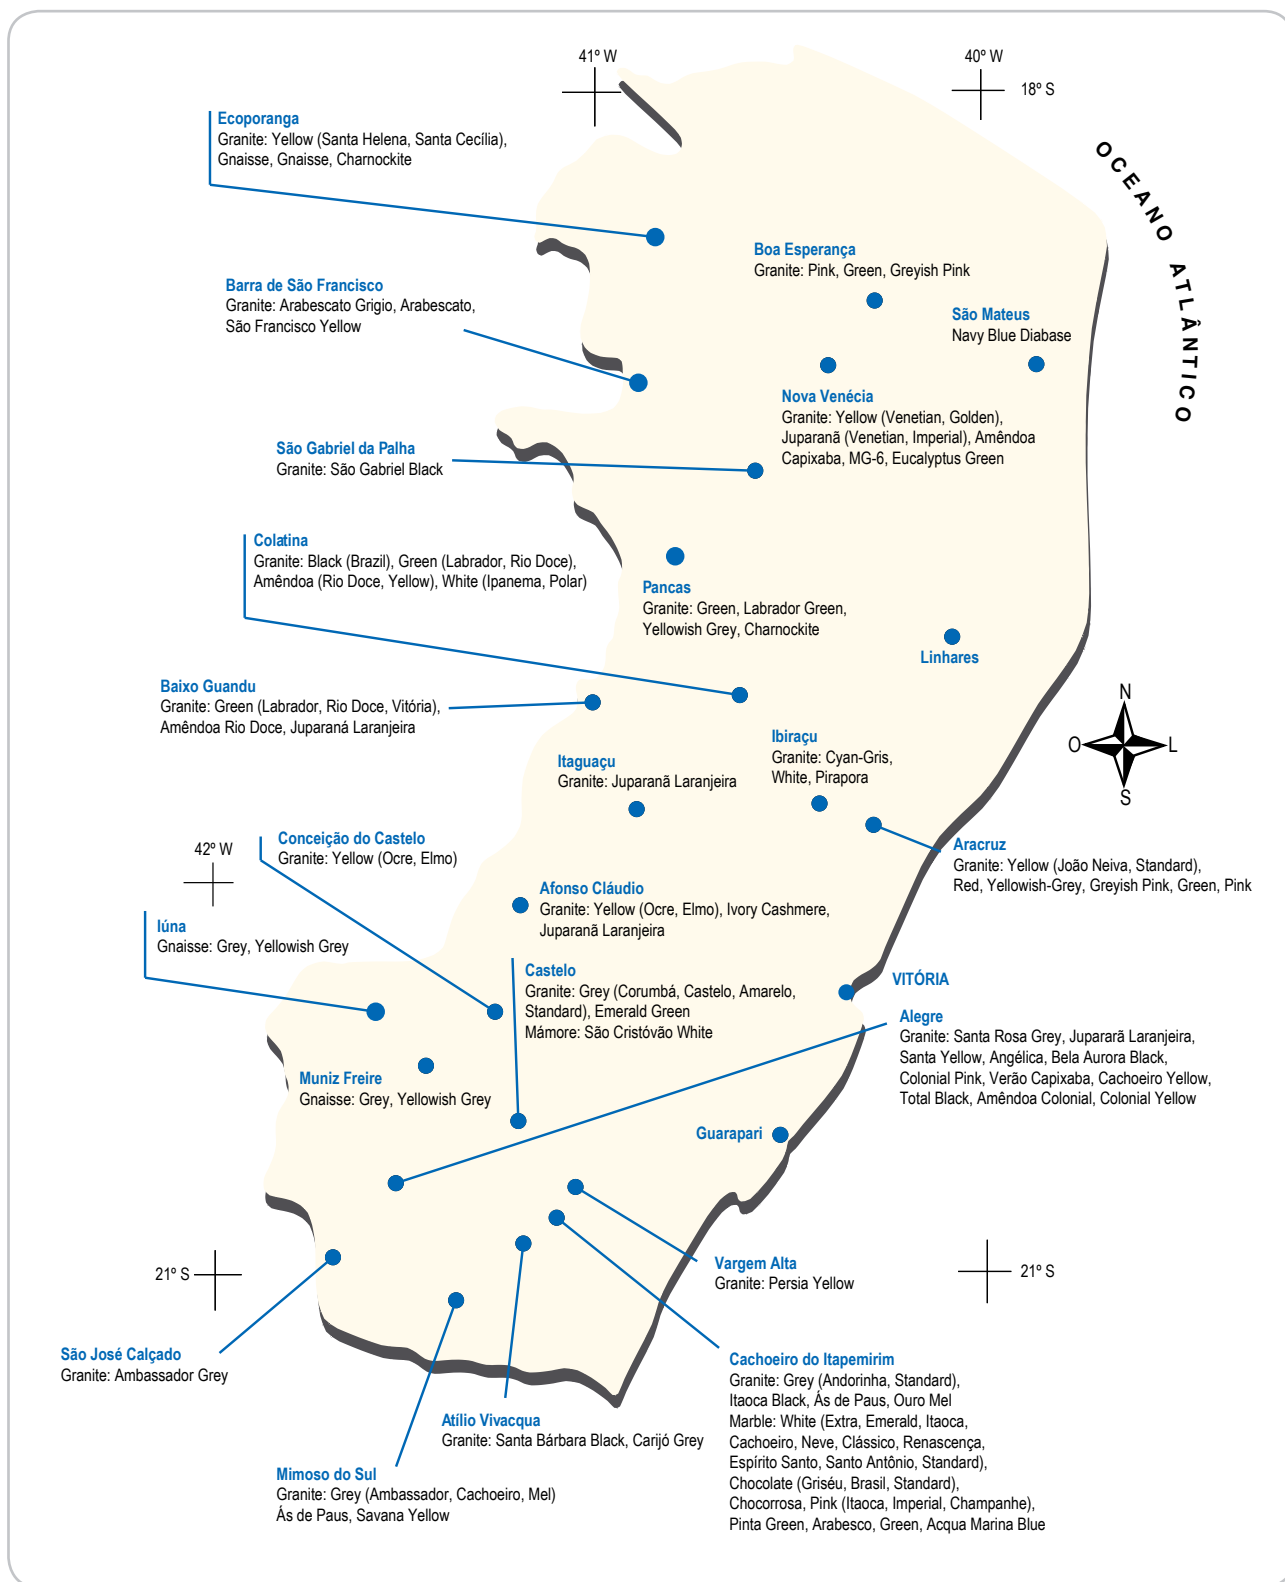 41º W
40º W
18º S
OCEANO ATLÂNTICO
Ecoporanga
Granite: Yellow (Santa Helena, Santa Cecília),
Gnaisse, Gnaisse, Charnockite
Boa Esperança
Granite: Pink, Green, Greyish Pink
Barra de São Francisco
Granite: Arabescato Grigio, Arabescato,
São Francisco Yellow
São Mateus
Navy Blue Diabase
Nova Venécia
Granite: Yellow (Venetian, Golden),
Juparanã (Venetian, Imperial), Amêndoa
Capixaba, MG-6, Eucalyptus Green
São Gabriel da Palha
Granite: São Gabriel Black
Colatina
Granite: Black (Brazil), Green (Labrador, Rio Doce),
Amêndoa (Rio Doce, Yellow), White (Ipanema, Polar)
Pancas
Granite: Green, Labrador Green,
Yellowish Grey, Charnockite
Linhares
Baixo Guandu
Granite: Green (Labrador, Rio Doce, Vitória),
Amêndoa Rio Doce, Juparaná Laranjeira
N
O
L
S
Ibiraçu
Granite: Cyan-Gris,
White, Pirapora
Itaguaçu
Granite: Juparanã Laranjeira
Conceição do Castelo
Granite: Yellow (Ocre, Elmo)
42º W
Aracruz
Granite: Yellow (João Neiva, Standard),
Red, Yellowish-Grey, Greyish Pink, Green, Pink
Afonso Cláudio
Granite: Yellow (Ocre, Elmo), Ivory Cashmere,
Juparanã Laranjeira
Iúna
Gnaisse: Grey, Yellowish Grey
Castelo
Granite: Grey (Corumbá, Castelo, Amarelo,
Standard), Emerald Green
Mámore: São Cristóvão White
VITÓRIA
Alegre
Granite: Santa Rosa Grey, Jupararã Laranjeira,
Santa Yellow, Angélica, Bela Aurora Black,
Colonial Pink, Verão Capixaba, Cachoeiro Yellow,
Total Black, Amêndoa Colonial, Colonial Yellow
Muniz Freire
Gnaisse: Grey, Yellowish Grey
Guarapari
21º S
21º S
Vargem Alta
Granite: Persia Yellow
São José Calçado
Granite: Ambassador Grey
Cachoeiro do Itapemirim
Granite: Grey (Andorinha, Standard),
Itaoca Black, Ás de Paus, Ouro Mel
Marble: White (Extra, Emerald, Itaoca,
Cachoeiro, Neve, Clássico, Renascença,
Espírito Santo, Santo Antônio, Standard),
Chocolate (Griséu, Brasil, Standard),
Chocorrosa, Pink (Itaoca, Imperial, Champanhe),
Pinta Green, Arabesco, Green, Acqua Marina Blue
Atílio Vivacqua
Granite: Santa Bárbara Black, Carijó Grey
Mimoso do Sul
Granite: Grey (Ambassador, Cachoeiro, Mel)
Ás de Paus, Savana Yellow